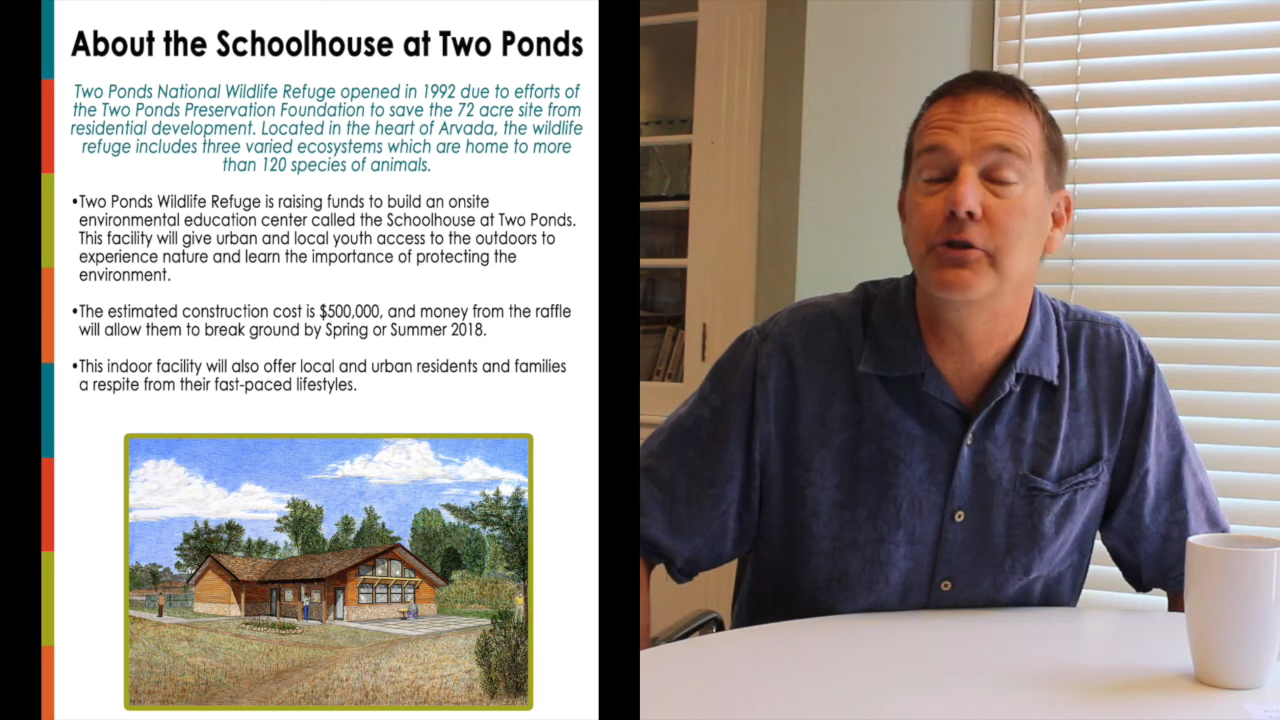 About the Schoolhouse at Two Ponds
Two Ponds National Wildlife Refuge opened in 1992 due to efforts of
the Two Ponds Preservation Foundation to save the 72 acre site from
residential development. Located in the heart of Arvada, the wildlife
refuge includes three varied ecosystems which are home to more
than 120 species of animals.
•Two Ponds Wildlife Refuge is raising funds to build an onsite
environmental education center called the Schoolhouse at Two Ponds.
This facility will give urban and local youth access to the outdoors to
experience nature and learn the importance of protecting the
environment.
•The estimated construction cost is $500,000, and money from the raffle
will allow them to break ground by Spring or Summer 2018.
•This indoor facility will also offer local and urban residents and families
a respite from their fast-paced lifestyles.